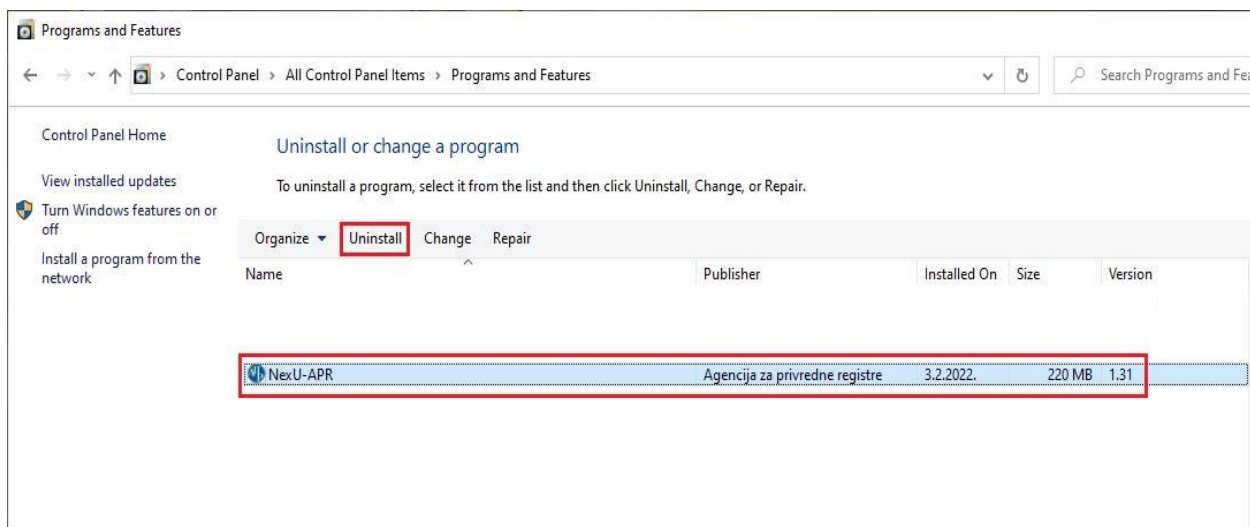 Programs and Features
Control Panel > All Control Panel Items > Programs and Features
Search Programs and Fea
Control Panel Home
View installed updates
Turn Windows features on or
off
Install a program from the
network
Uninstall or change a program
To uninstall a program, select it from the list and then click Uninstall, Change, or Repair.
Organize Uninstall Change Repair
Name Publisher Installed On Size Version
NexU-APR Agencija za privredne registre 3.2.2022. 220 MB 1.31